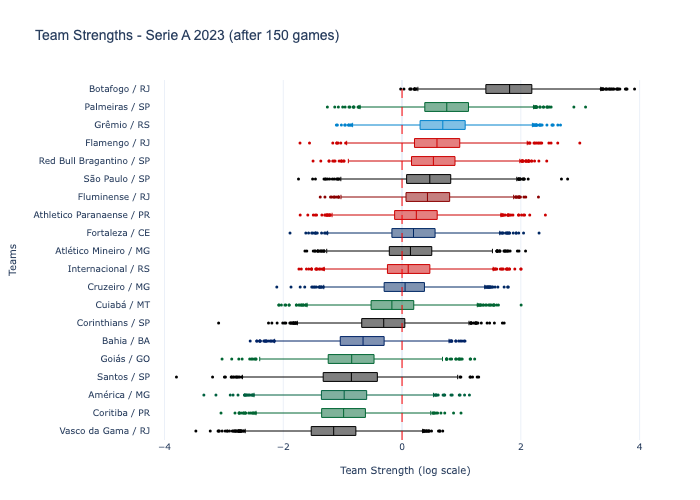 Team Strengths - Serie A 2023 (after 150 games)
Botafogo / RJ
Palmeiras / SP
Grêmio / RS
Flamengo / RJ
Red Bull Bragantino / SP
São Paulo / SP
Fluminense / RJ
Athletico Paranaense / PR
Fortaleza / CE
Atlético Mineiro / MG
Internacional / RS
Cruzeiro / MG
Cuiabá / MT
Corinthians / SP
Bahia / BA
Goiás / GO
Santos / SP
América / MG
Coritiba / PR
Vasco da Gama / RJ
Teams
−4 −2 0 2 4
Team Strength (log scale)